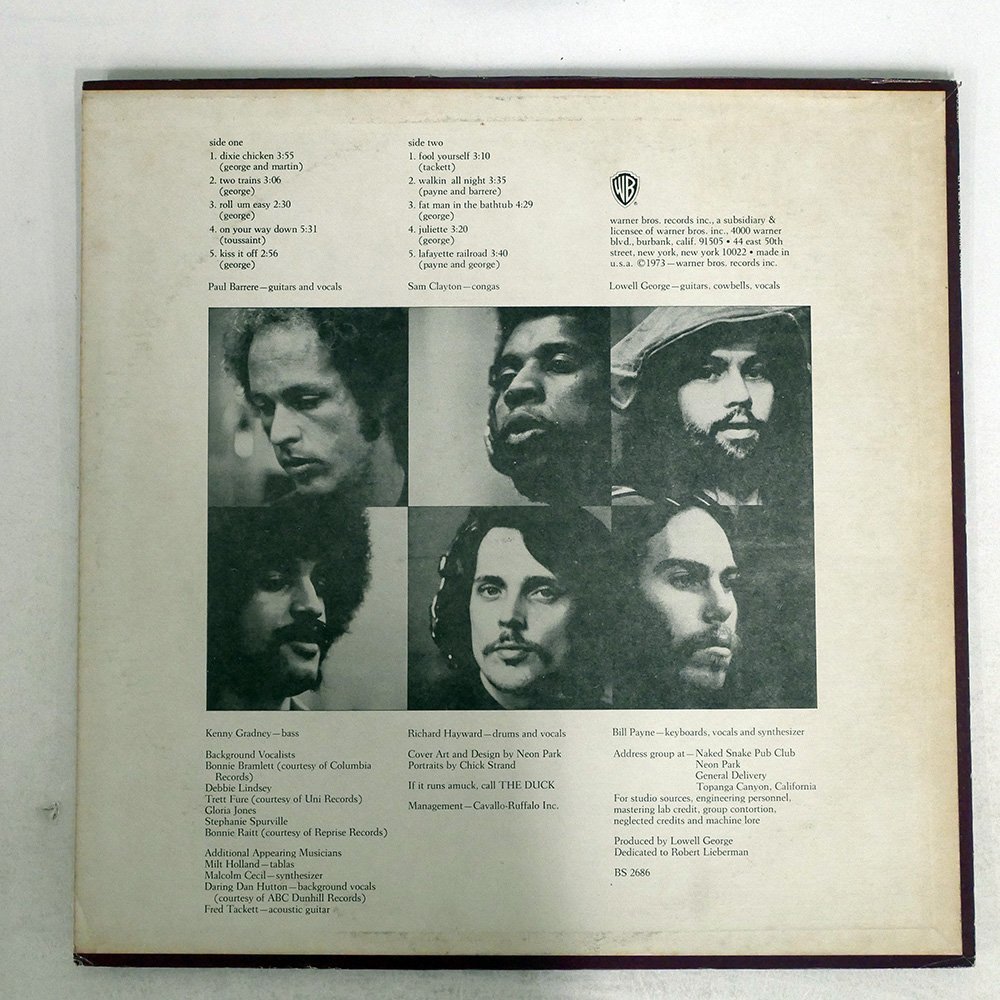 side one
1. dixie chicken 3:55
(george and martin)
2. two trains 3:06
(george)
3. roll um easy 2:30
(george)
4. on your way down 5:31
(toussaint)
5. kiss it off 2:56
(george)
side two
1. fool yourself 3:10
(tackett)
2. walkin all night 3:35
(payne and barrere)
3. fat man in the bathtub 4:29
(george)
4. juliette 3:20
(george)
5. lafayette railroad 3:40
(payne and george)
WB
warner bros. records inc., a subsidiary &
licensee of warner bros. inc., 4000 warner
blvd., burbank, calif. 91505 • 44 east 50th
street, new york, new york 10022 • made in
u.s.a. ©1973—warner bros. records inc.
Paul Barrere—guitars and vocals
Sam Clayton—congas
Lowell George—guitars, cowbells, vocals
Kenny Gradney—bass
Richard Hayward—drums and vocals
Bill Payne—keyboards, vocals and synthesizer
Background Vocalists
Bonnie Bramlett (courtesy of Columbia
Records)
Debbie Lindsey
Trett Fure (courtesy of Uni Records)
Gloria Jones
Stephanie Spurville
Bonnie Raitt (courtesy of Reprise Records)
Additional Appearing Musicians
Milt Holland—tablas
Malcolm Cecil—synthesizer
Daring Dan Hutton—background vocals
(courtesy of ABC Dunhill Records)
Fred Tackett—acoustic guitar
Cover Art and Design by Neon Park
Portraits by Chick Strand
If it runs amuck, call THE DUCK
Management—Cavallo-Ruffalo Inc.
Address group at—Naked Snake Pub Club
Neon Park
General Delivery
Topanga Canyon, California
For studio sources, engineering personnel,
mastering lab credit, group contortion,
neglected credits and machine lore
Produced by Lowell George
Dedicated to Robert Lieberman
BS 2686